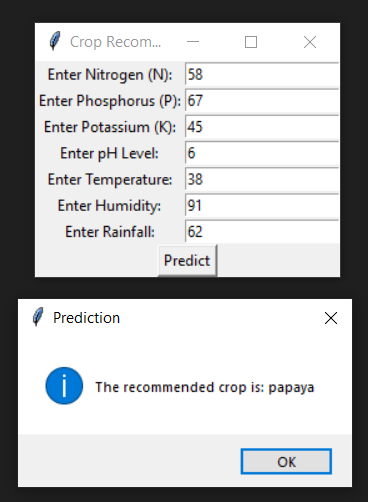 Crop Recom...
Enter Nitrogen (N): 58
Enter Phosphorus (P): 67
Enter Potassium (K): 45
Enter pH Level: 6
Enter Temperature: 38
Enter Humidity: 91
Enter Rainfall: 62
Predict
Prediction
The recommended crop is: papaya
OK